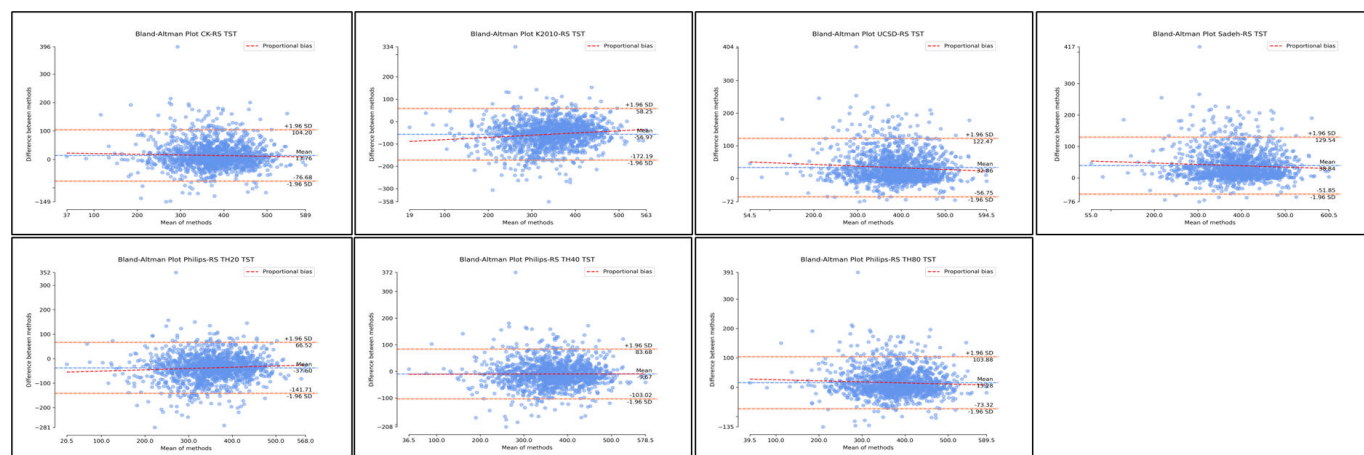 Bland-Altman Plot CK-RS TST
Proportional bias
396
300
200
100
0
-149
Difference between methods
+1.96 SD
104.20
Mean
13.76
-76.68
-1.96 SD
37
100
200
300
400
500
589
Mean of methods
Bland-Altman Plot K2010-RS TST
Proportional bias
334
200
100
0
-100
-200
-300
-358
Difference between methods
+1.96 SD
58.25
Mean
-56.97
-172.19
-1.96 SD
19
100
200
300
400
500
563
Mean of methods
Bland-Altman Plot UCSD-RS TST
Proportional bias
404
300
200
100
0
-72
Difference between methods
+1.96 SD
122.47
Mean
32.86
-56.75
-1.96 SD
54.5
200.0
300.0
400.0
500.0
594.5
Mean of methods
Bland-Altman Plot Sadeh-RS TST
Proportional bias
417
300
200
100
0
-76
Difference between methods
+1.96 SD
129.54
Mean
38.84
-51.85
-1.96 SD
55.0
200.0
300.0
400.0
500.0
600.5
Mean of methods
Bland-Altman Plot Philips-RS TH20 TST
Proportional bias
352
200
100
0
-100
-200
-281
Difference between methods
+1.96 SD
66.52
Mean
-37.60
-141.71
-1.96 SD
20.5
100.0
200.0
300.0
400.0
500.0
568.0
Mean of methods
Bland-Altman Plot Philips-RS TH40 TST
Proportional bias
372
300
200
100
0
-100
-208
Difference between methods
+1.96 SD
83.68
Mean
-9.67
-103.02
-1.96 SD
36.5
100.0
200.0
300.0
400.0
500.0
578.5
Mean of methods
Bland-Altman Plot Philips-RS TH80 TST
Proportional bias
391
300
200
100
0
-135
Difference between methods
+1.96 SD
103.88
Mean
15.28
-73.32
-1.96 SD
39.5
100.0
200.0
300.0
400.0
500.0
589.5
Mean of methods